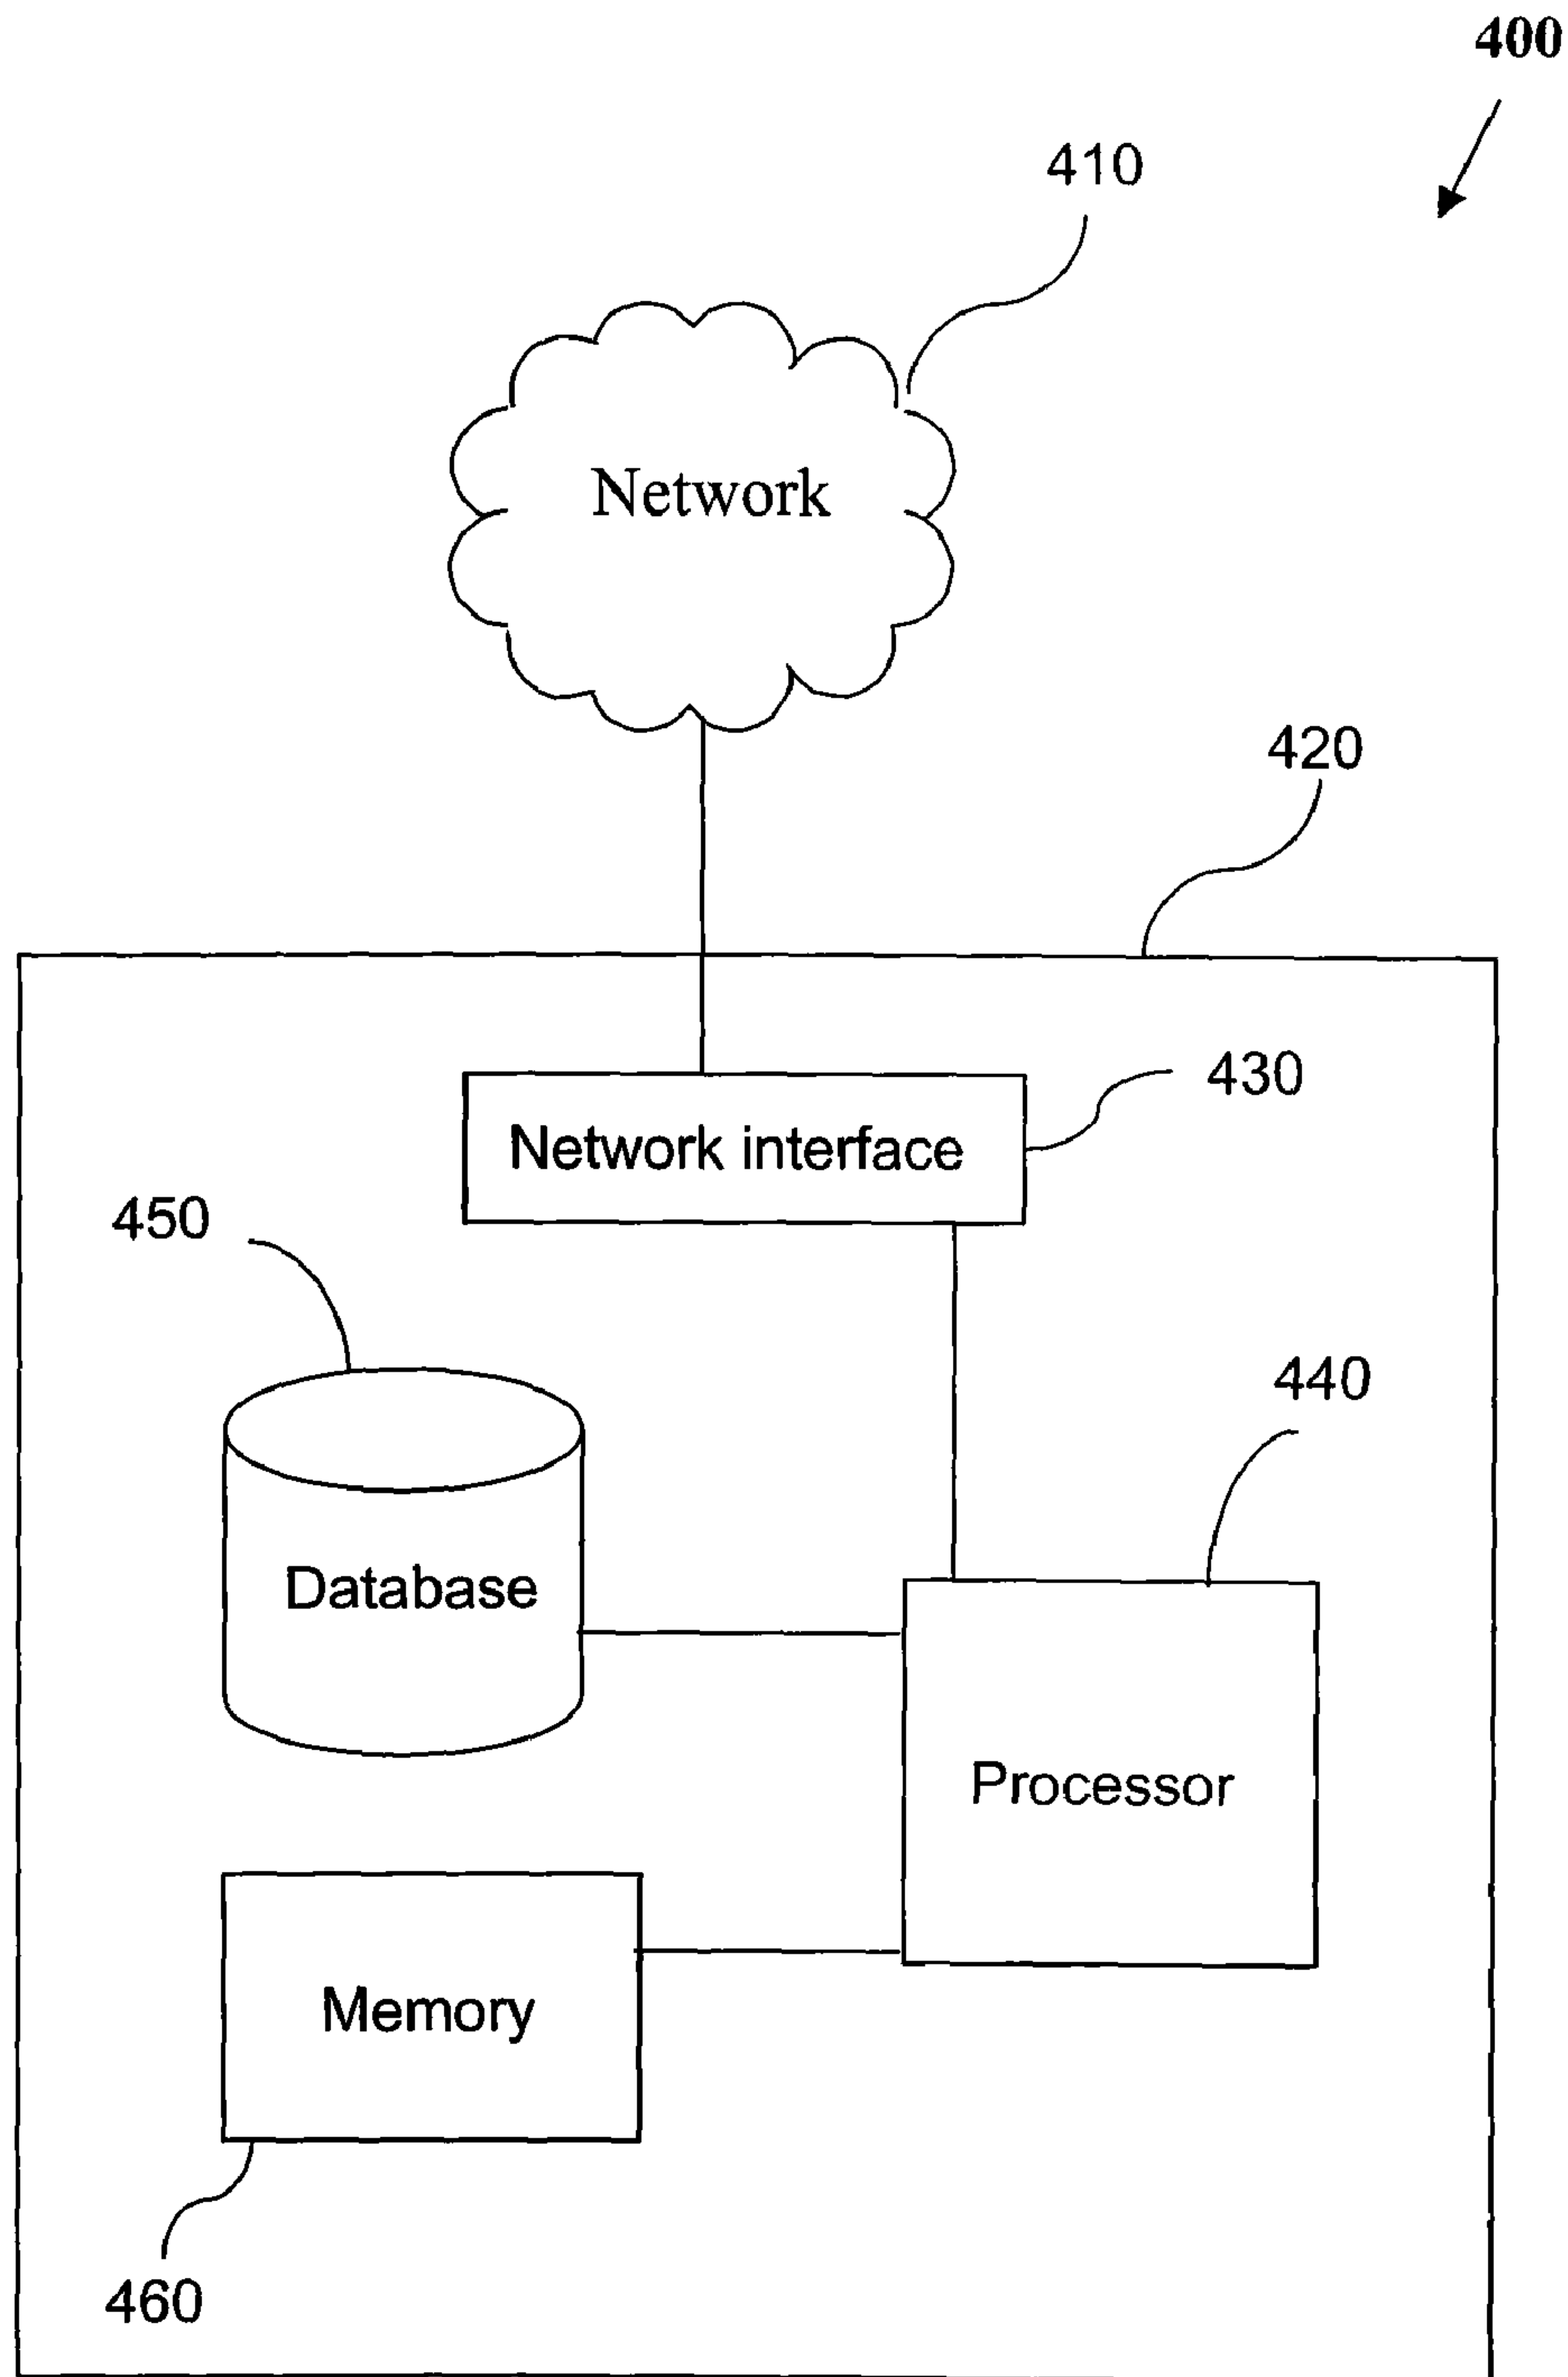 400
410
Network
420
430
Network interface
450
440
Database
Processor
Memory
460